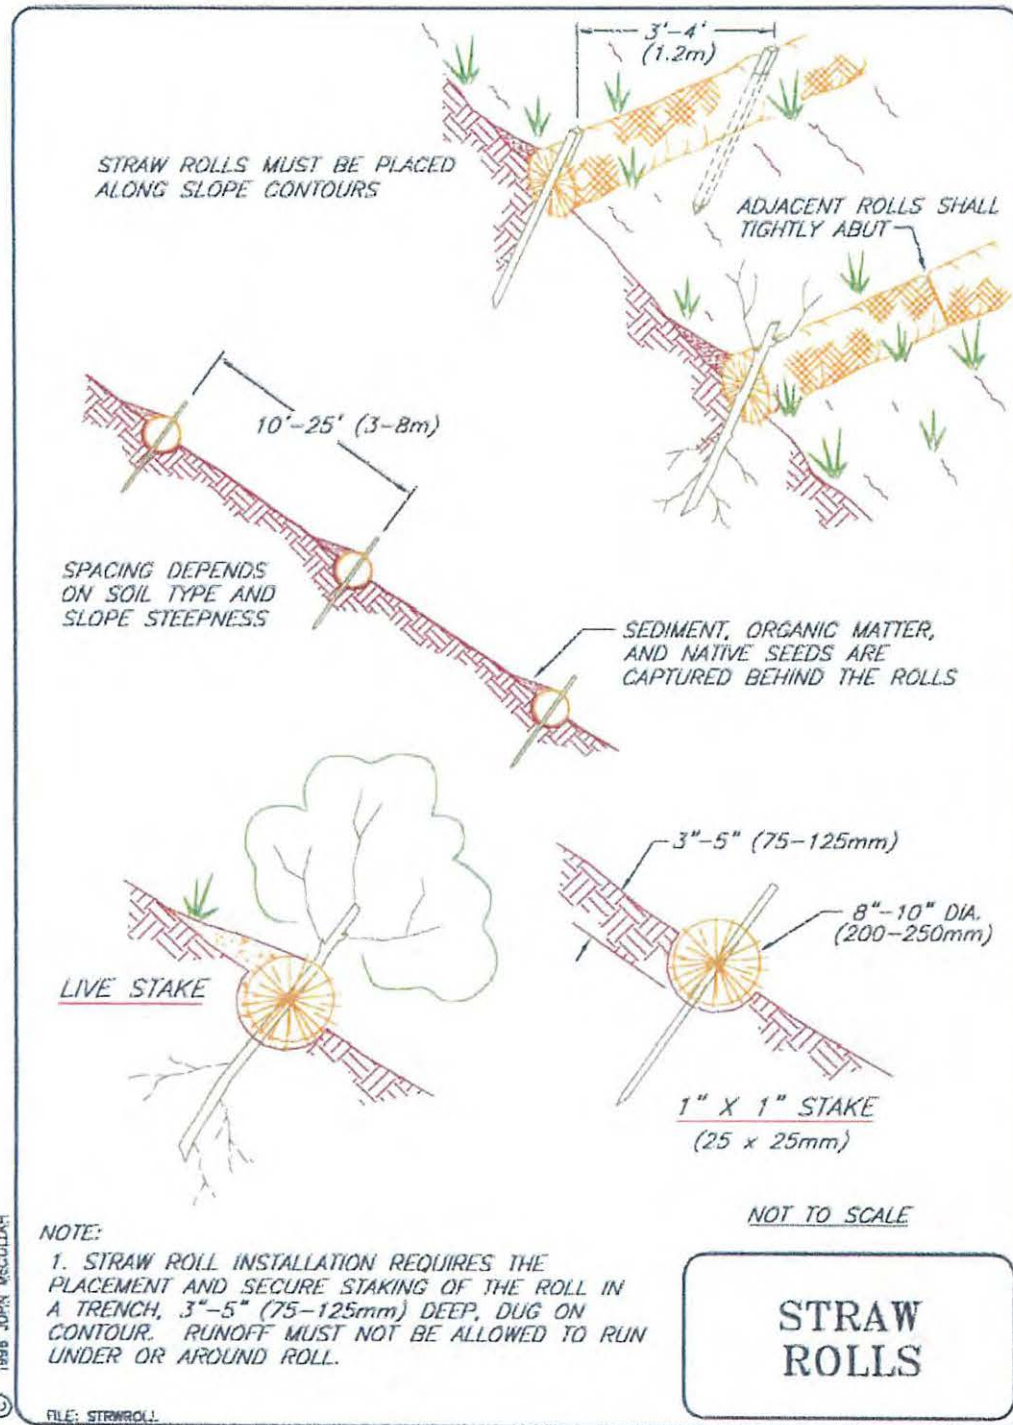 3'-4'
(1.2m)
STRAW ROLLS MUST BE PLACED
ALONG SLOPE CONTOURS
ADJACENT ROLLS SHALL
TIGHTLY ABUT
10'-25' (3-8m)
SPACING DEPENDS
ON SOIL TYPE AND
SLOPE STEEPNESS
SEDIMENT, ORGANIC MATTER,
AND NATIVE SEEDS ARE
CAPTURED BEHIND THE ROLLS
3"-5" (75-125mm)
8"-10" DIA.
(200-250mm)
LIVE STAKE
1" X 1" STAKE
(25 x 25mm)
NOT TO SCALE
NOTE:
1. STRAW ROLL INSTALLATION REQUIRES THE
PLACEMENT AND SECURE STAKING OF THE ROLL IN
A TRENCH, 3"-5" (75-125mm) DEEP, DUG ON
CONTOUR. RUNOFF MUST NOT BE ALLOWED TO RUN
UNDER OR AROUND ROLL.
STRAW
ROLLS
FILE: STRWROLL
© 1996 JOHN McCULLAH